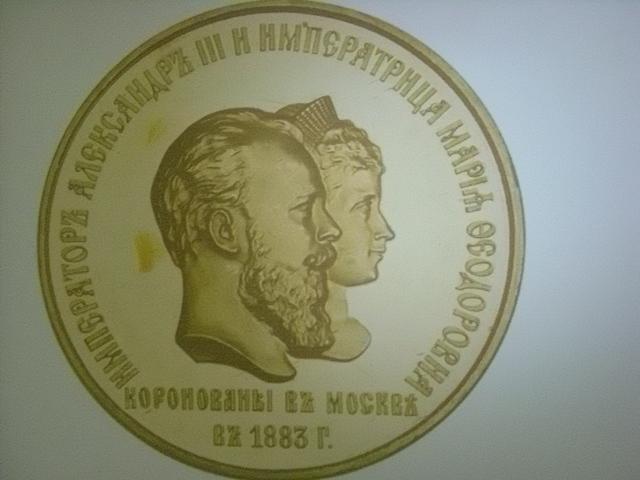 ИМПЕРАТОРЪ АЛЕКСАНДРЪ III И ИМПЕРАТРИЦА МАРІЯ ѲЕОДОРОВНА
КОРОНОВАНЫ ВЪ МОСКВѢ
ВЪ 1883 Г.